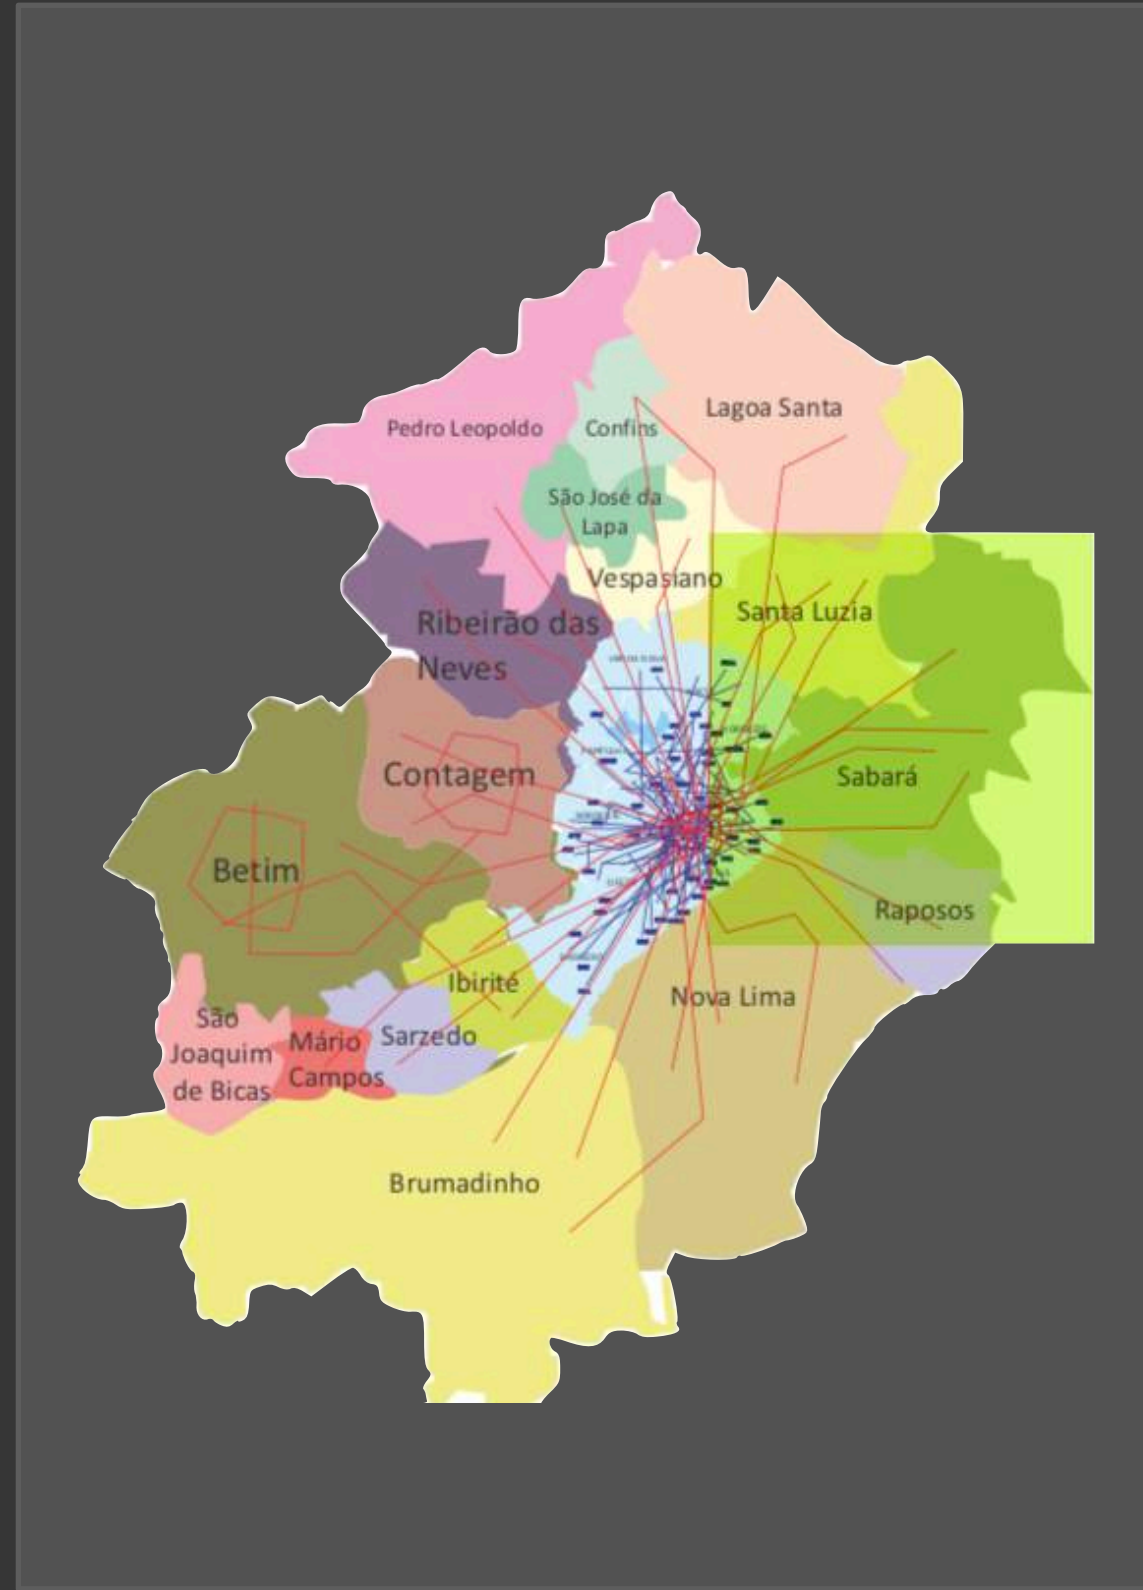 Lagoa Santa
Pedro Leopoldo
Confins
São José da
Lapa
Vespasiano
Santa Luzia
Ribeirão das
Neves
Contagem
Sabará
Betim
Raposos
Ibirité
Nova Lima
São
Joaquim
de Bicas
Mário
Campos
Sarzedo
Brumadinho